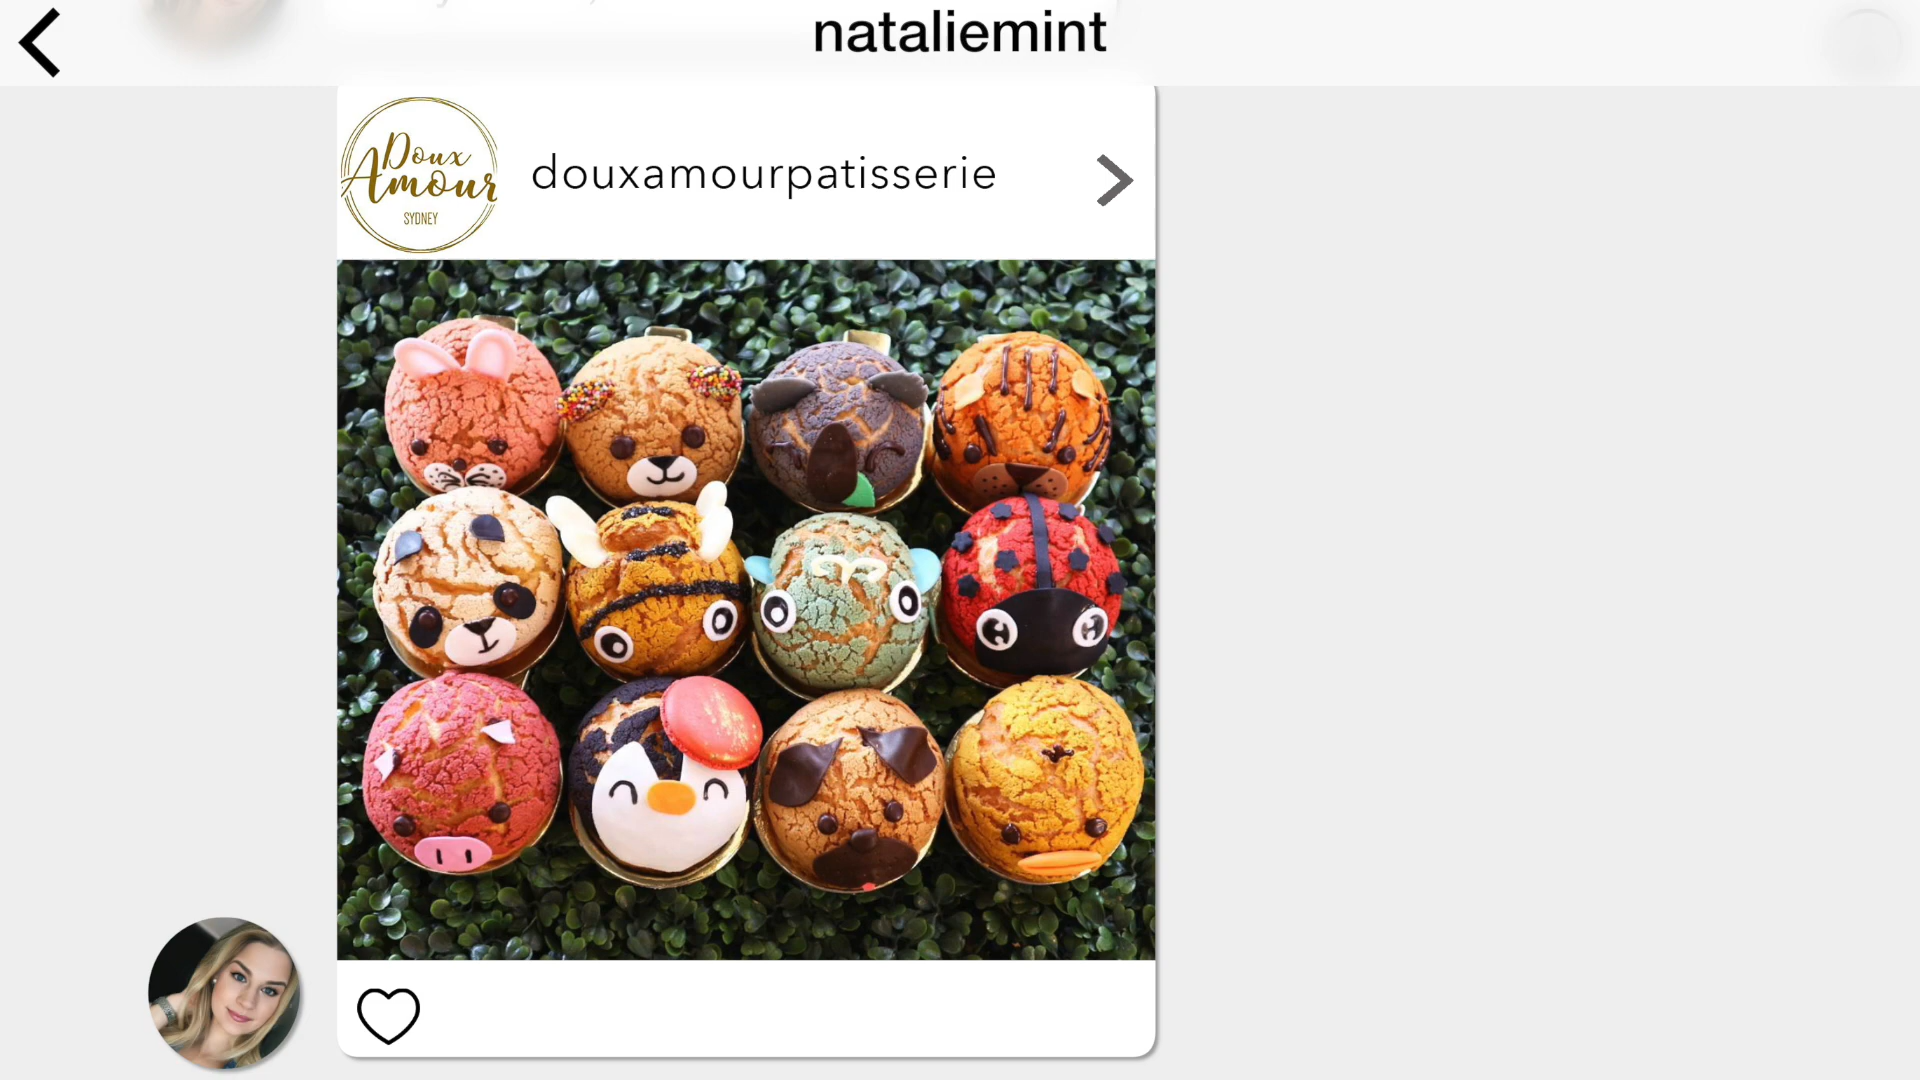 nataliemint
Doux
Amour
SYDNEY
douxamourpatisserie